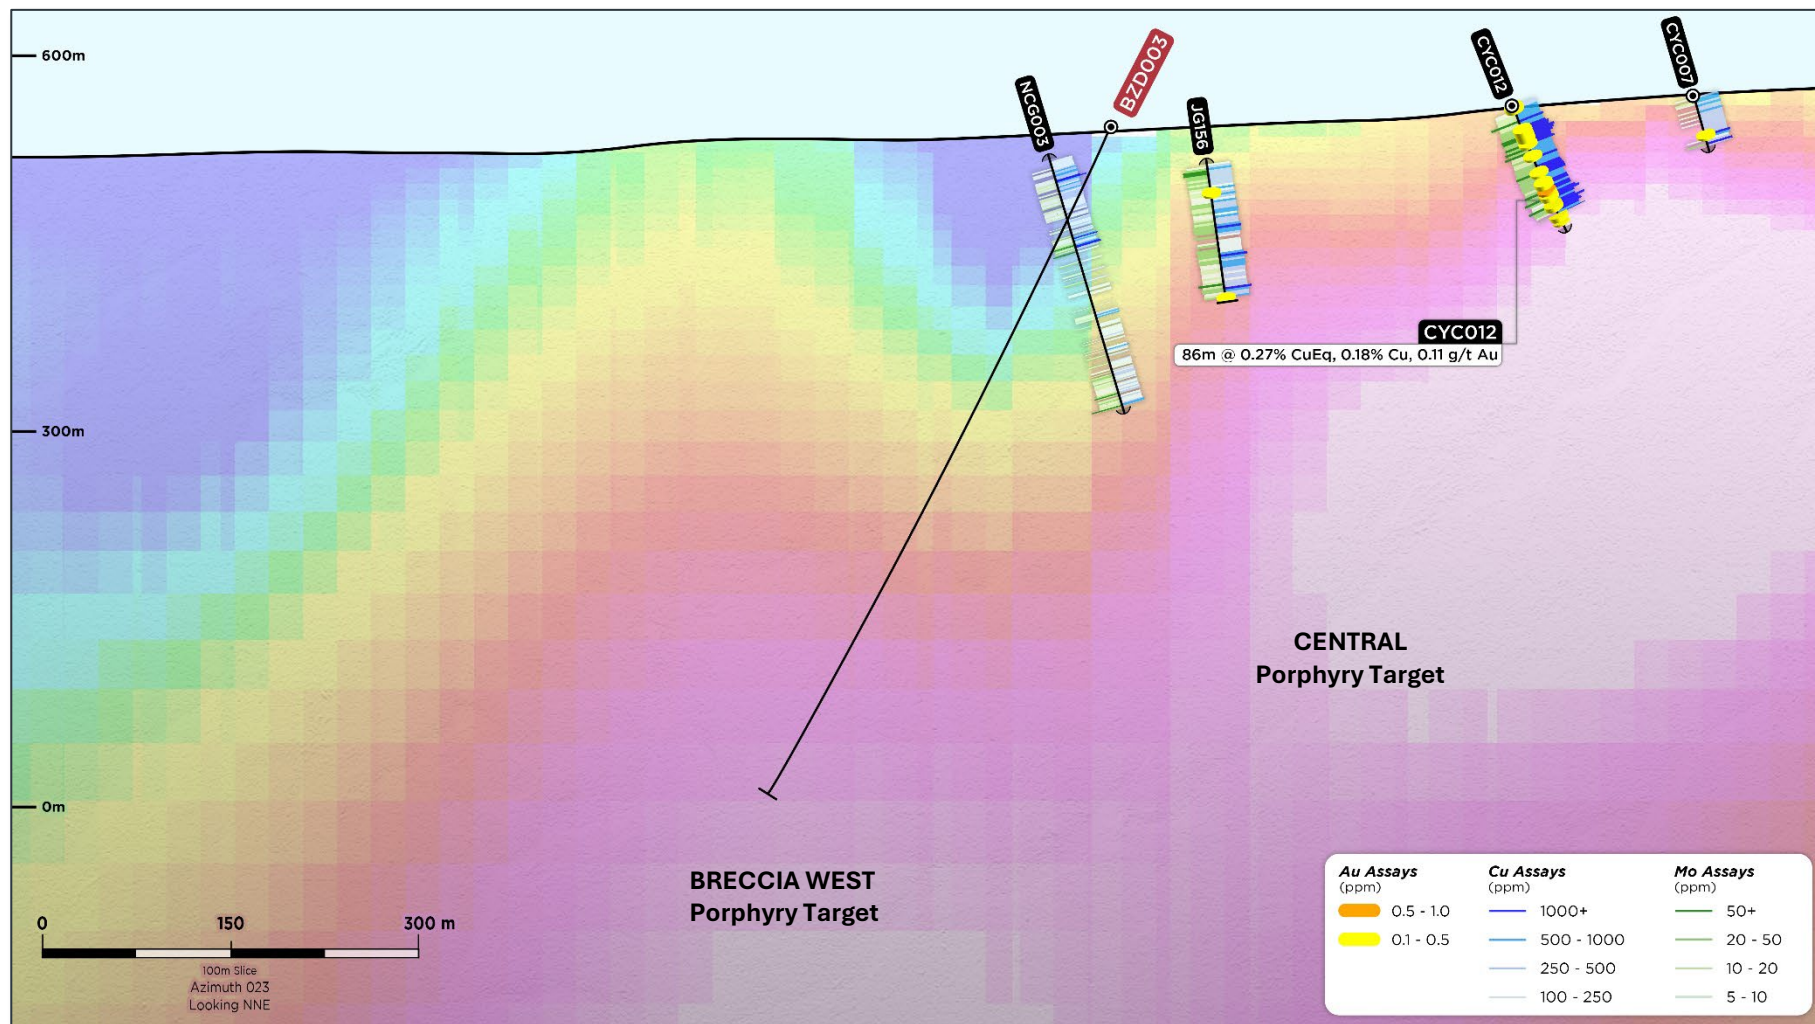 600m
300m
0m
NCG003
BZD003
JG156
CYC012
CYC007
CYC012
86m @ 0.27% CuEq, 0.18% Cu, 0.11 g/t Au
CENTRAL
Porphyry Target
BRECCIA WEST
Porphyry Target
0 150 300 m
100m Slice
Azimuth 023
Looking NNE
Au Assays
(ppm)
0.5 - 1.0
0.1 - 0.5
Cu Assays
(ppm)
1000+
500 - 1000
250 - 500
100 - 250
Mo Assays
(ppm)
50+
20 - 50
10 - 20
5 - 10